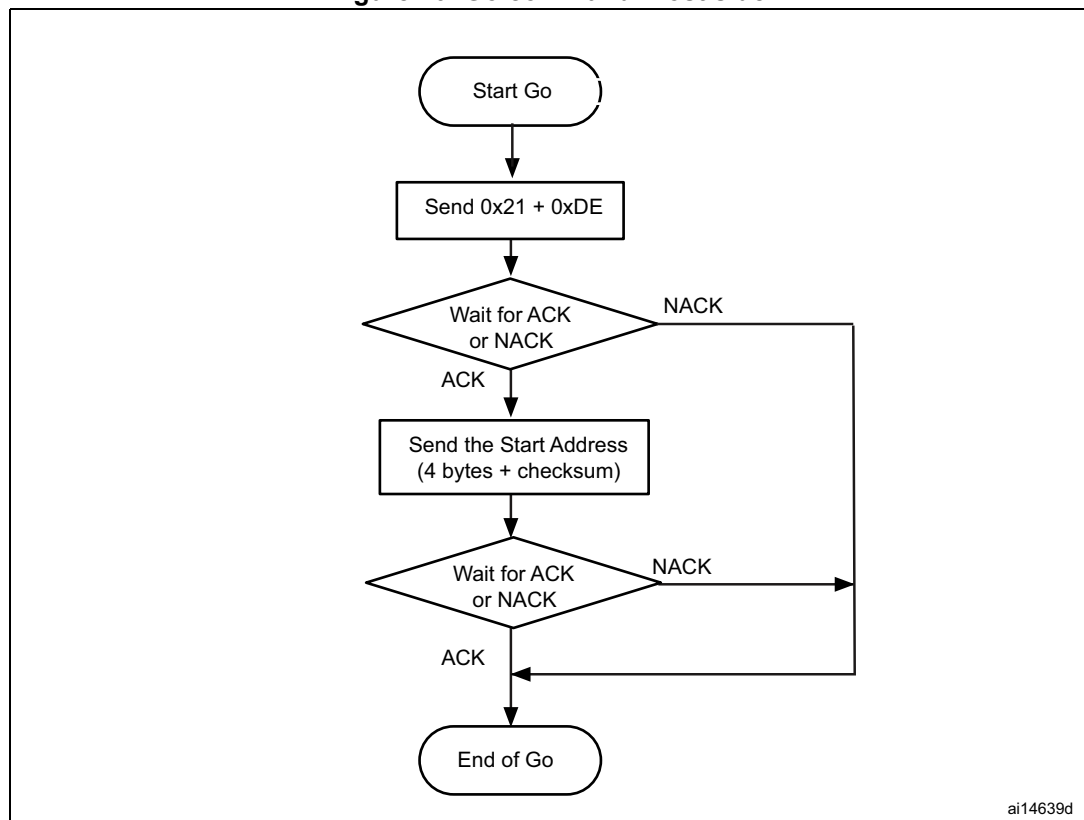 Start Go
Send 0x21 + 0xDE
Wait for ACK
or NACK
NACK
ACK
Send the Start Address
(4 bytes + checksum)
Wait for ACK
or NACK
NACK
ACK
End of Go
ai14639d